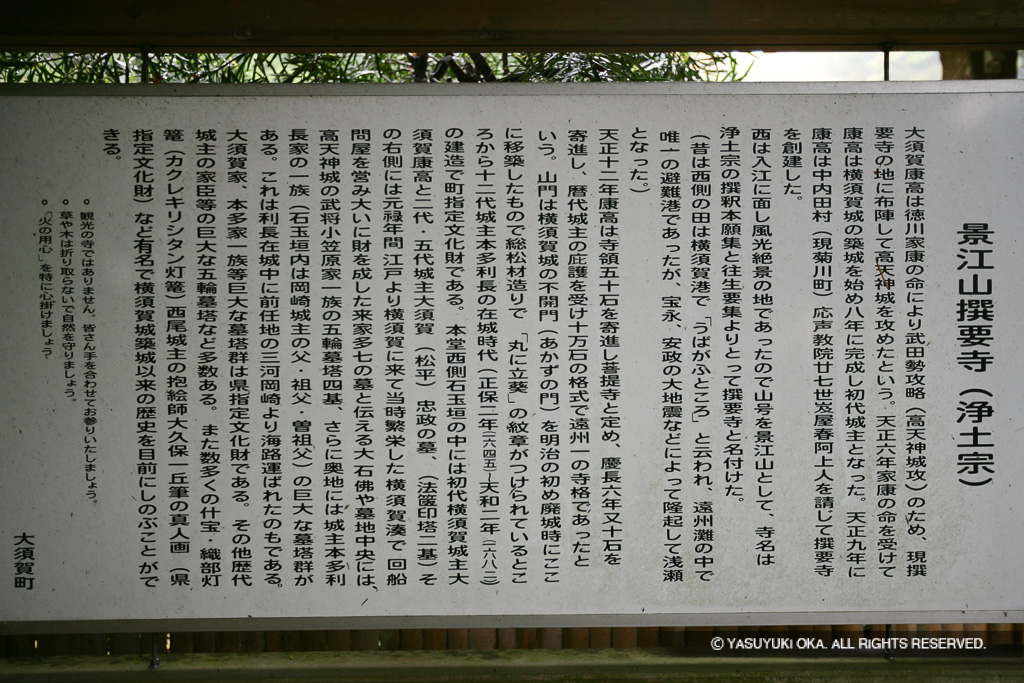 景江山撰要寺（浄土宗）
大須賀康高は徳川家康の命により武田勢攻略（高天神城攻）のため、現撰
要寺の地に布陣して高天神城を攻めたという。天正六年家康の命を受けて
康高は横須賀城の築城を始め八年に完成し初代城主となった。天正九年に
康高は中内田村（現菊川町）応声教院廿七世岌屋春阿上人を請して撰要寺
を創建した。
西は入江に面し風光絶景の地であったので山号を景江山として、寺名は
浄土宗の撰釈本願集と往生要集よりとって撰要寺と名付けた。
（昔は西側の田は横須賀港で「うばがふところ」と云われ、遠州灘の中で
唯一の避難港であったが、宝永、安政の大地震などによって隆起して浅瀬
となった。）
天正十二年康高は寺領五十石を寄進し菩提寺と定め、慶長六年又十石を
寄進し、暦代城主の庇護を受け十万石の格式で遠州一の寺格であったと
いう。山門は横須賀城の不開門（あかずの門）を明治の初め廃城時にここ
に移築したもので総松材造りで「丸に立葵」の紋章がつけられているとこ
ろから十二代城主本多利長の在城時代（正保二年（一六四五）―天和二年（一六八二）
の建造で町指定文化財である。 本堂西側石玉垣の中には初代横須賀城主大
須賀康高と二代・五代城主大須賀（松平）忠政の墓、（法篋印塔二基）そ
の右側には元禄年間江戸より横須賀に来て当時繁栄した横須賀湊で回船
問屋を営み大いに財を成した来家多七の墓と伝える大石佛や墓地中央には、
高天神城の武将小笠原家一族の五輪墓塔四基、さらに奥地には城主本多利
長家の一族（石玉垣内は岡崎城主の父・祖父・曽祖父）の巨大な墓塔群が
ある。これは利長在城中に前任地の三河岡崎より海路運ばれたのもである。
大須賀家、本多家一族等巨大な墓塔群は県指定文化財である。その他歴代
城主の家臣等の巨大な五輪墓塔など多数ある。また数多くの什宝・織部灯
篭（カクレキリシタン灯篭）西尾城主の抱絵師大久保一丘筆の真人画（県
指定文化財）など有名で横須賀城築城以来の歴史を目前にしのぶことがで
きる。
○ 観光の寺ではありません。皆さん手を合わせてお参りいたしましょう。
○ 草や木は折り取らないで自然を守りましょう。
○ 「火の用心」を特に心掛けましょう
大須賀町
© YASUYUKI OKA. ALL RIGHTS RESERVED.